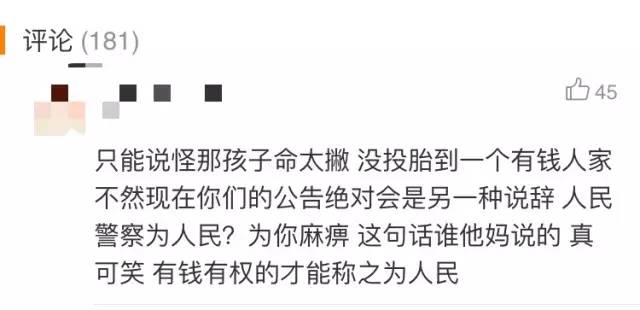 评论 (181)
45
只能说怪那孩子命太撇 没投胎到一个有钱人家
不然现在你们的公告绝对会是另一种说辞 人民
警察为人民？为你麻痹 这句话谁他妈说的 真
可笑 有钱有权的才能称之为人民